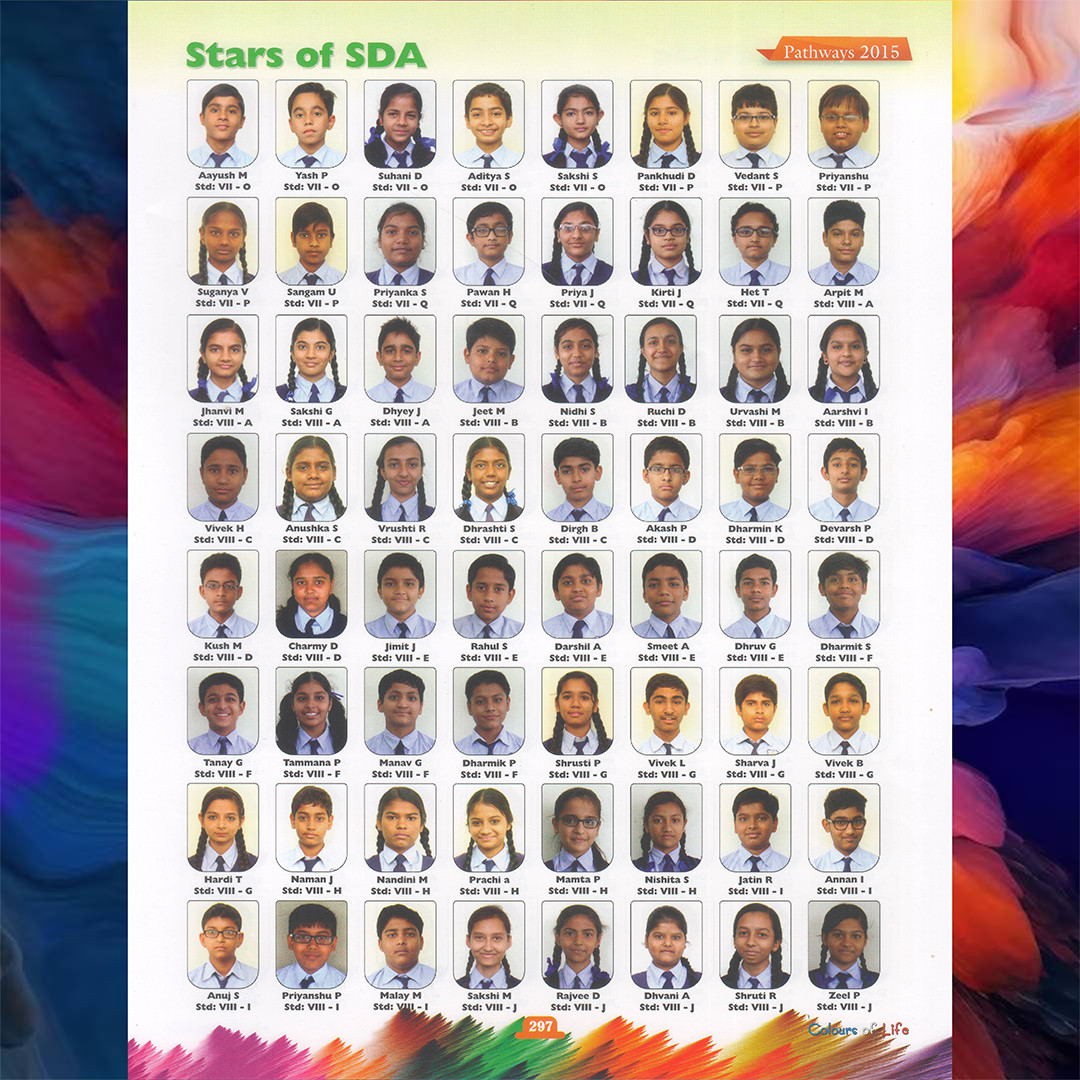 Stars of SDA
Pathways 2015
Aayush M
Std: VII - O
Yash P
Std: VII - O
Suhani D
Std: VII - O
Aditya S
Std: VII - O
Sakshi S
Std: VII - O
Pankhudi D
Std: VII - P
Vedant S
Std: VII - P
Priyanshu
Std: VII - P
Suganya V
Std: VII - P
Sangam U
Std: VII - P
Priyanka S
Std: VII - Q
Pawan H
Std: VII - Q
Priya J
Std: VII - Q
Kirti J
Std: VII - Q
Het T
Std: VII - Q
Arpit M
Std: VIII - A
Jhanvi M
Std: VIII - A
Sakshi G
Std: VIII - A
Dhyey J
Std: VIII - A
Jeet M
Std: VIII - B
Nidhi S
Std: VIII - B
Ruchi D
Std: VIII - B
Urvashi M
Std: VIII - B
Aarshvi I
Std: VIII - B
Vivek H
Std: VIII - C
Anushka S
Std: VIII - C
Vrushti R
Std: VIII - C
Dhrashti S
Std: VIII - C
Dirgh B
Std: VIII - C
Akash P
Std: VIII - D
Dharmin K
Std: VIII - D
Devarsh P
Std: VIII - D
Kush M
Std: VIII - D
Charmy D
Std: VIII - D
Jimit J
Std: VIII - E
Rahul S
Std: VIII - E
Darshil A
Std: VIII - E
Smeet A
Std: VIII - E
Dhruv G
Std: VIII - E
Dharmit S
Std: VIII - F
Tanay G
Std: VIII - F
Tammana P
Std: VIII - F
Manav G
Std: VIII - F
Dharmik P
Std: VIII - F
Shrusti P
Std: VIII - G
Vivek L
Std: VIII - G
Sharva J
Std: VIII - G
Vivek B
Std: VIII - G
Hardi T
Std: VIII - G
Naman J
Std: VIII - H
Nandini M
Std: VIII - H
Prachi a
Std: VIII - H
Mamta P
Std: VIII - H
Nishita S
Std: VIII - H
Jatin R
Std: VIII - I
Annan I
Std: VIII - I
Anuj S
Std: VIII - I
Priyanshu P
Std: VIII - I
Malay M
Std: VIII - I
Sakshi M
Std: VIII - J
Rajvee D
Std: VIII - J
Dhvani A
Std: VIII - J
Shruti R
Std: VIII - J
Zeel P
Std: VIII - J
297
Colours of Life